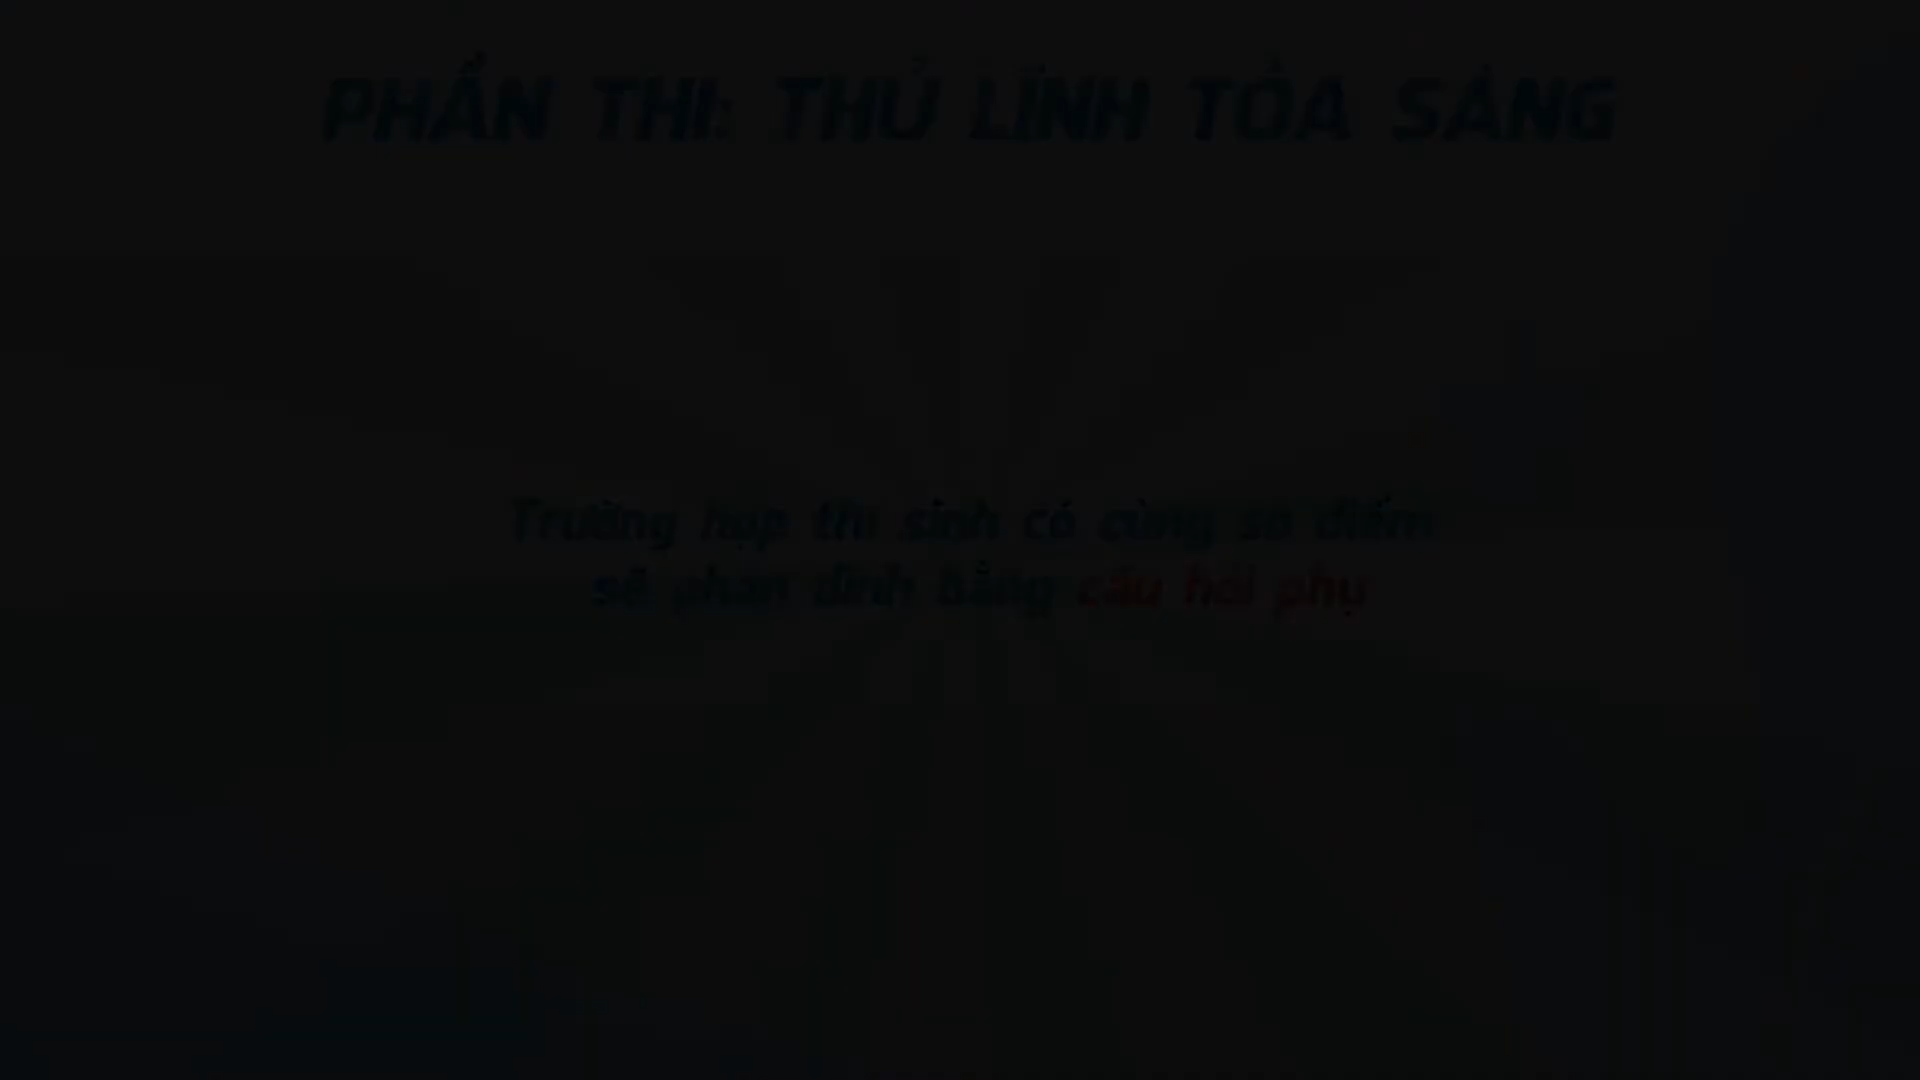 PHẦN THI: THỦ LĨNH TỎA SÁNG
Trường hợp thí sinh có cùng số điểm
sẽ phân định bằng câu hỏi phụ